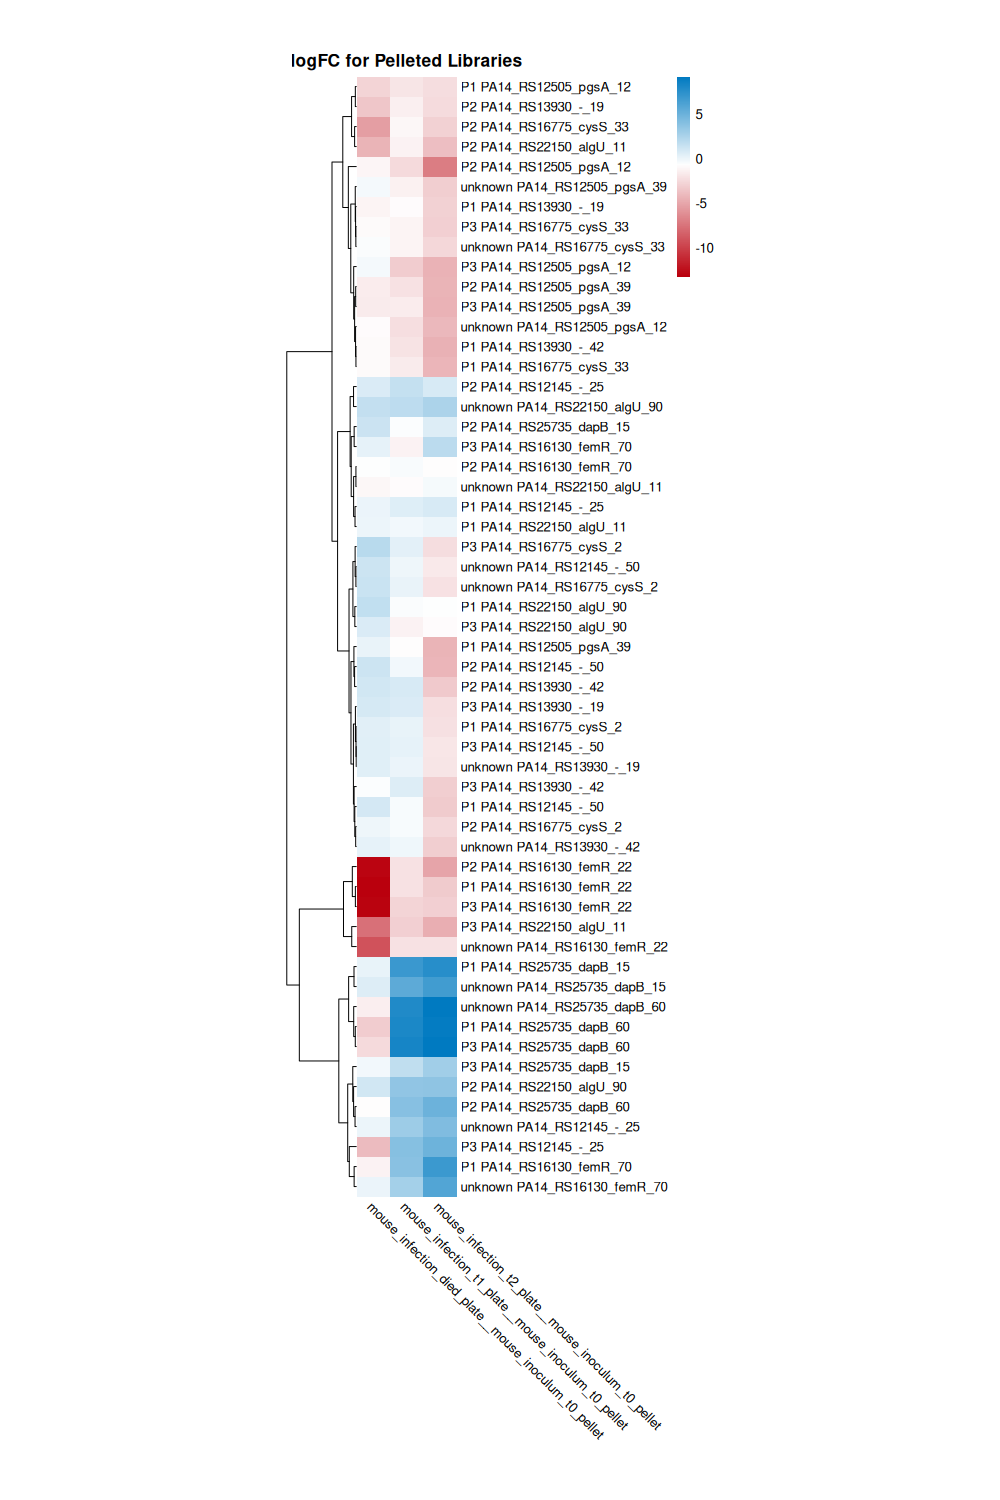 logFC for Pelleted Libraries
P1 PA14_RS12505_pgsA_12
P2 PA14_RS13930_-_19
P2 PA14_RS16775_cysS_33
P2 PA14_RS22150_algU_11
P2 PA14_RS12505_pgsA_12
unknown PA14_RS12505_pgsA_39
P1 PA14_RS13930_-_19
P3 PA14_RS16775_cysS_33
unknown PA14_RS16775_cysS_33
P3 PA14_RS12505_pgsA_12
P2 PA14_RS12505_pgsA_39
P3 PA14_RS12505_pgsA_39
unknown PA14_RS12505_pgsA_12
P1 PA14_RS13930_-_42
P1 PA14_RS16775_cysS_33
P2 PA14_RS12145_-_25
unknown PA14_RS22150_algU_90
P2 PA14_RS25735_dapB_15
P3 PA14_RS16130_femR_70
P2 PA14_RS16130_femR_70
unknown PA14_RS22150_algU_11
P1 PA14_RS12145_-_25
P1 PA14_RS22150_algU_11
P3 PA14_RS16775_cysS_2
unknown PA14_RS12145_-_50
unknown PA14_RS16775_cysS_2
P1 PA14_RS22150_algU_90
P3 PA14_RS22150_algU_90
P1 PA14_RS12505_pgsA_39
P2 PA14_RS12145_-_50
P2 PA14_RS13930_-_42
P3 PA14_RS13930_-_19
P1 PA14_RS16775_cysS_2
P3 PA14_RS12145_-_50
unknown PA14_RS13930_-_19
P3 PA14_RS13930_-_42
P1 PA14_RS12145_-_50
P2 PA14_RS16775_cysS_2
unknown PA14_RS13930_-_42
P2 PA14_RS16130_femR_22
P1 PA14_RS16130_femR_22
P3 PA14_RS16130_femR_22
P3 PA14_RS22150_algU_11
unknown PA14_RS16130_femR_22
P1 PA14_RS25735_dapB_15
unknown PA14_RS25735_dapB_15
unknown PA14_RS25735_dapB_60
P1 PA14_RS25735_dapB_60
P3 PA14_RS25735_dapB_60
P3 PA14_RS25735_dapB_15
P2 PA14_RS22150_algU_90
P2 PA14_RS25735_dapB_60
unknown PA14_RS12145_-_25
P3 PA14_RS12145_-_25
P1 PA14_RS16130_femR_70
unknown PA14_RS16130_femR_70
5
0
-5
-10
mouse_infection_died_plate__mouse_inoculum_t0_pellet
mouse_infection_t1_plate__mouse_inoculum_t0_pellet
mouse_infection_t2_plate__mouse_inoculum_t0_pellet